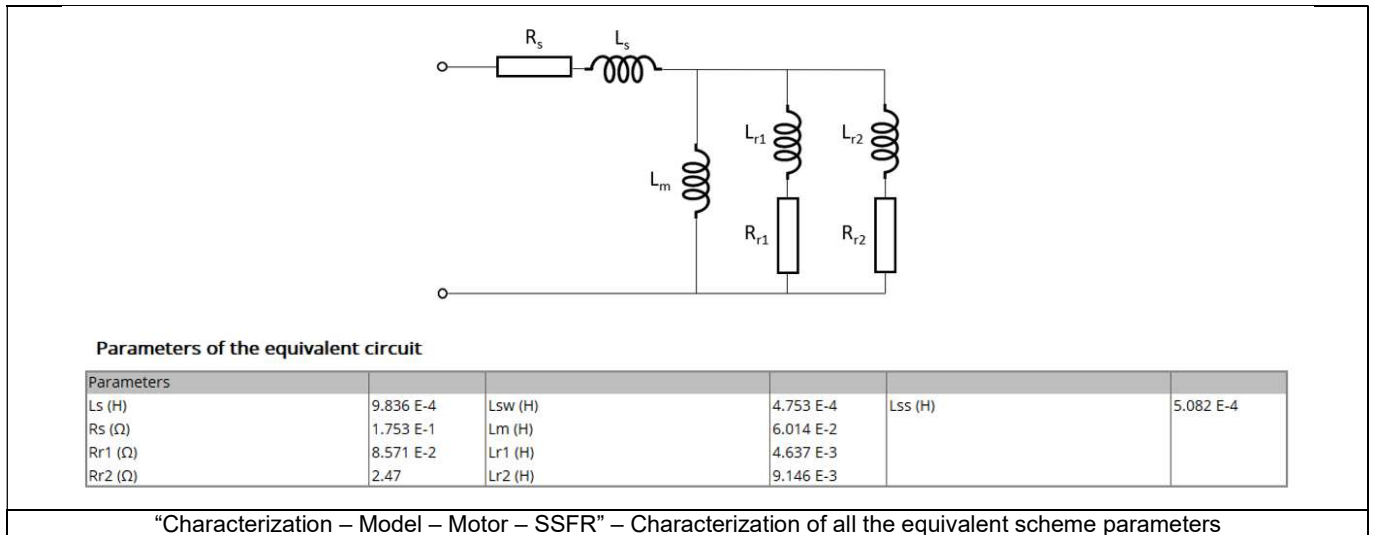 Rs Ls
Lr1 Lr2
Lm
Rr1 Rr2
Parameters of the equivalent circuit
Parameters
Ls (H) 9.836 E-4 Lsw (H) 4.753 E-4 Lss (H) 5.082 E-4
Rs (Ω) 1.753 E-1 Lm (H) 6.014 E-2
Rr1 (Ω) 8.571 E-2 Lr1 (H) 4.637 E-3
Rr2 (Ω) 2.47 Lr2 (H) 9.146 E-3
“Characterization – Model – Motor – SSFR” – Characterization of all the equivalent scheme parameters